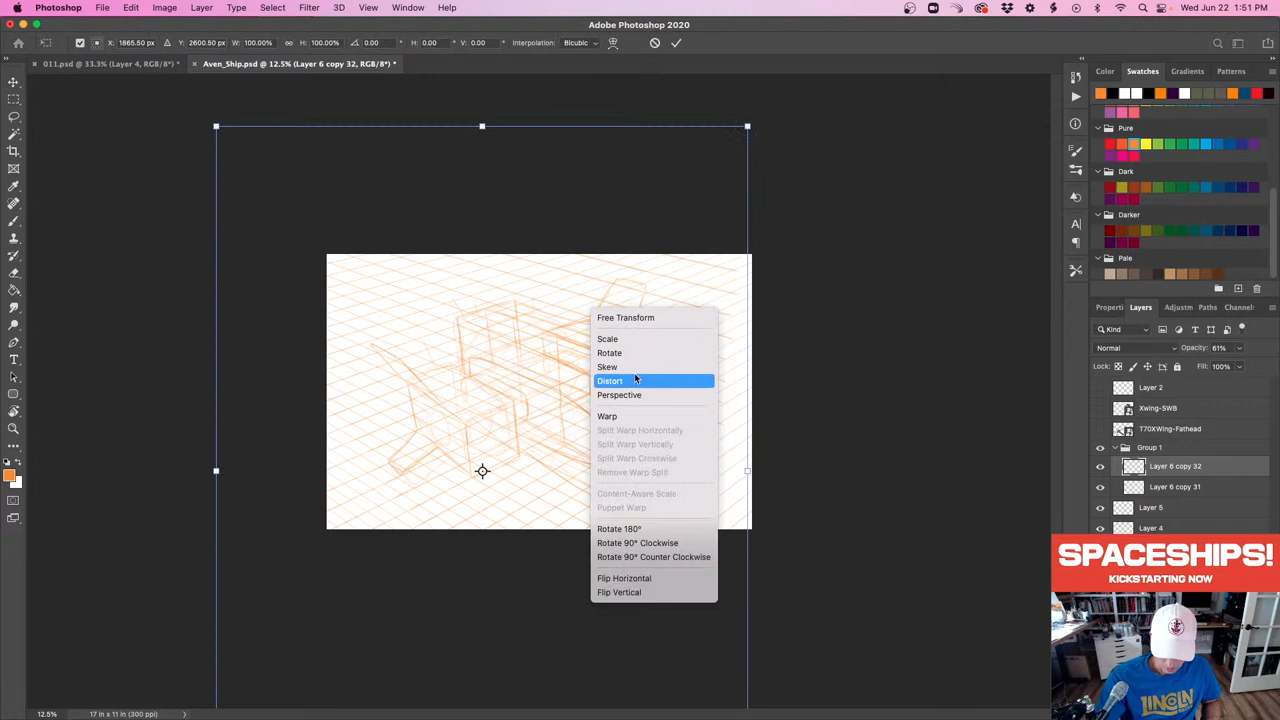 Photoshop File Edit Image Layer Type Select Filter 3D View Window Help Wed Jun 22 1:51 PM
Adobe Photoshop 2020
X: 1865.50 px Y: 2600.50 px W: 100.00% H: 100.00% 0.00 ° H: 0.00 ° V: 0.00 ° Interpolation: Bicubic
011.psd @ 33.3% (Layer 4, RGB/8*) *
Aven_Ship.psd @ 12.5% (Layer 6 copy 32, RGB/8*) *
Color Swatches Gradients Patterns
Pure
Dark
Darker
Pale
Free Transform
Scale
Rotate
Skew
Distort
Perspective
Warp
Split Warp Horizontally
Split Warp Vertically
Split Warp Crosswise
Remove Warp Split
Content-Aware Scale
Puppet Warp
Rotate 180°
Rotate 90° Clockwise
Rotate 90° Counter Clockwise
Flip Horizontal
Flip Vertical
Properti Layers Adjustm Paths Channel
Kind
Normal Opacity: 61%
Lock: Fill: 100%
Layer 2
Xwing-SWB
T70XWing-Fathead
Group 1
Layer 6 copy 32
Layer 6 copy 31
Layer 5
Layer 4
SPACESHIPS!
KICKSTARTING NOW
LINCOLN
12.5% 17 in x 11 in (300 ppi)